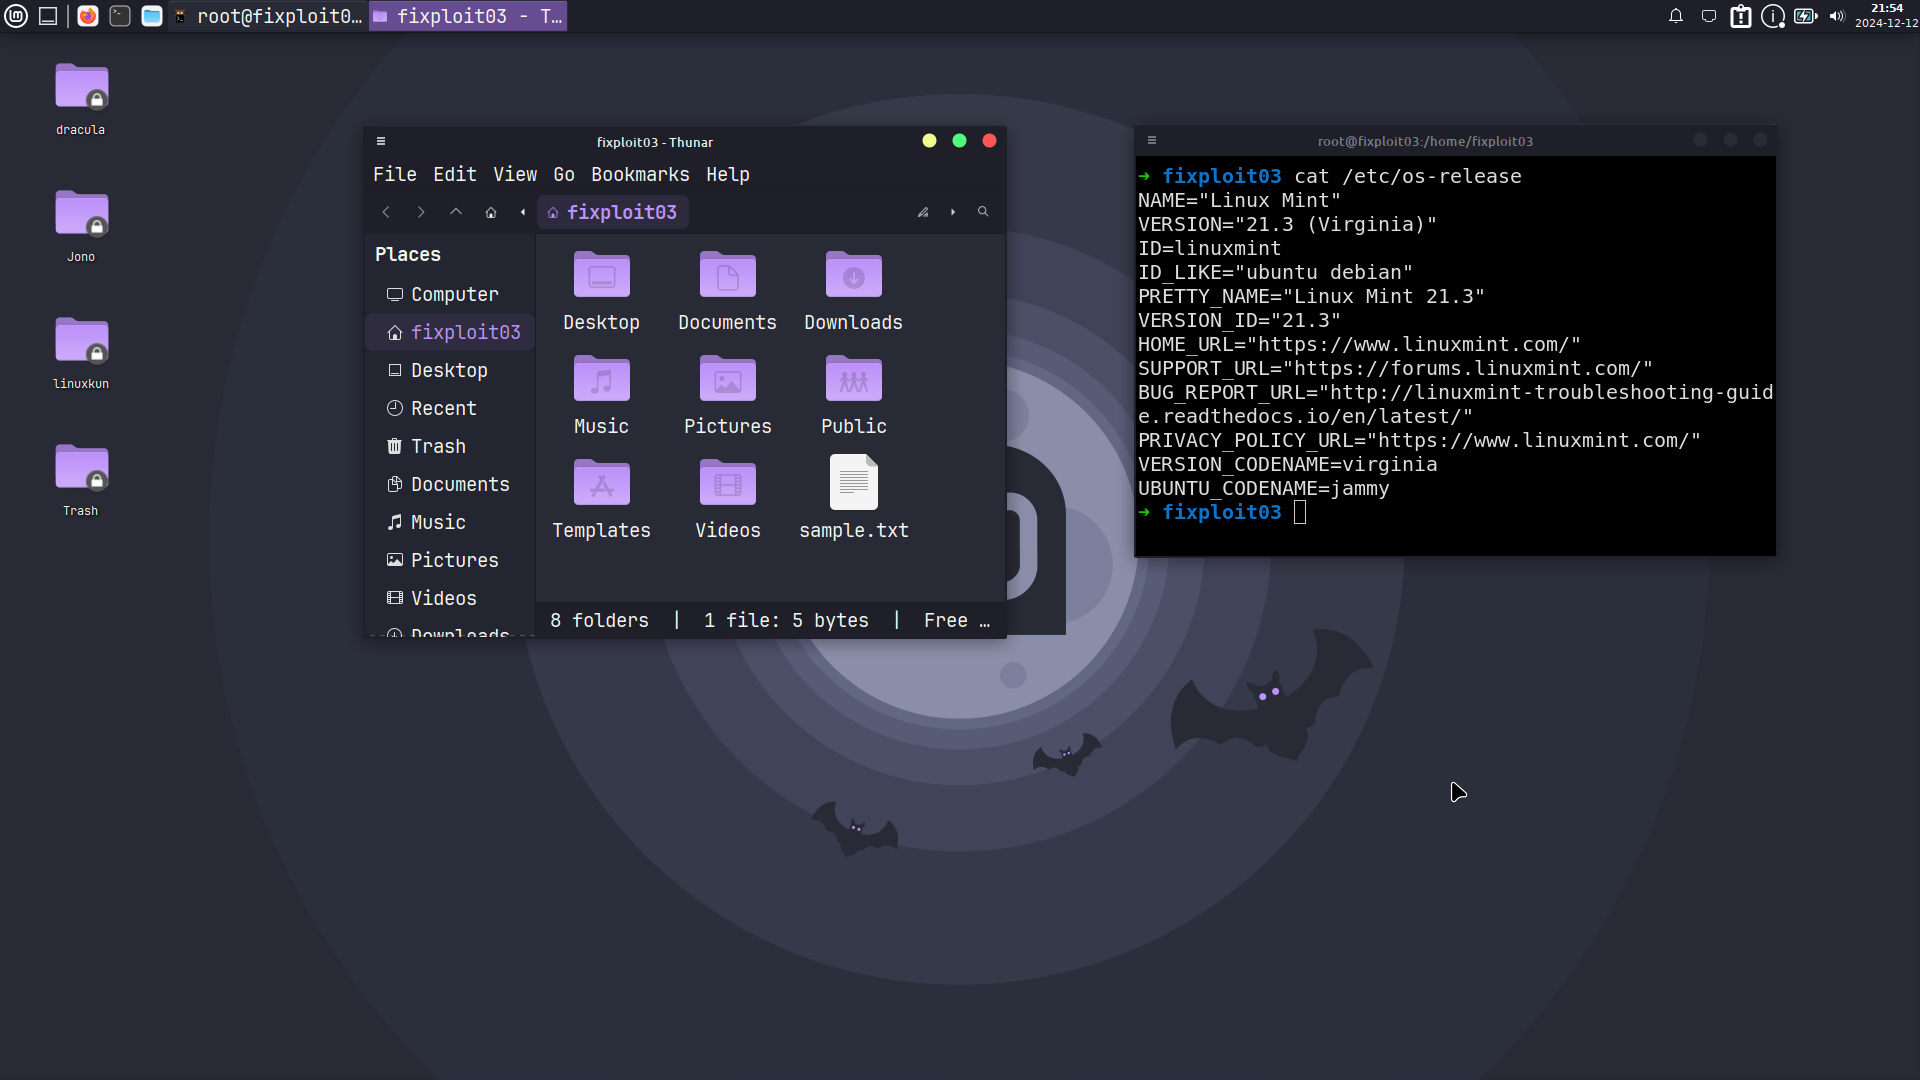 root@fixploit0…
fixploit03 - T…
21:54
2024-12-12
dracula
Jono
linuxkun
Trash
fixploit03 - Thunar
File Edit View Go Bookmarks Help
fixploit03
Places
Computer
fixploit03
Desktop
Recent
Trash
Documents
Music
Pictures
Videos
Downloads
Desktop Documents Downloads
Music Pictures Public
Templates Videos sample.txt
8 folders | 1 file: 5 bytes | Free …
root@fixploit03:/home/fixploit03
➜ fixploit03 cat /etc/os-release
NAME="Linux Mint"
VERSION="21.3 (Virginia)"
ID=linuxmint
ID_LIKE="ubuntu debian"
PRETTY_NAME="Linux Mint 21.3"
VERSION_ID="21.3"
HOME_URL="https://www.linuxmint.com/"
SUPPORT_URL="https://forums.linuxmint.com/"
BUG_REPORT_URL="http://linuxmint-troubleshooting-guid
e.readthedocs.io/en/latest/"
PRIVACY_POLICY_URL="https://www.linuxmint.com/"
VERSION_CODENAME=virginia
UBUNTU_CODENAME=jammy
➜ fixploit03